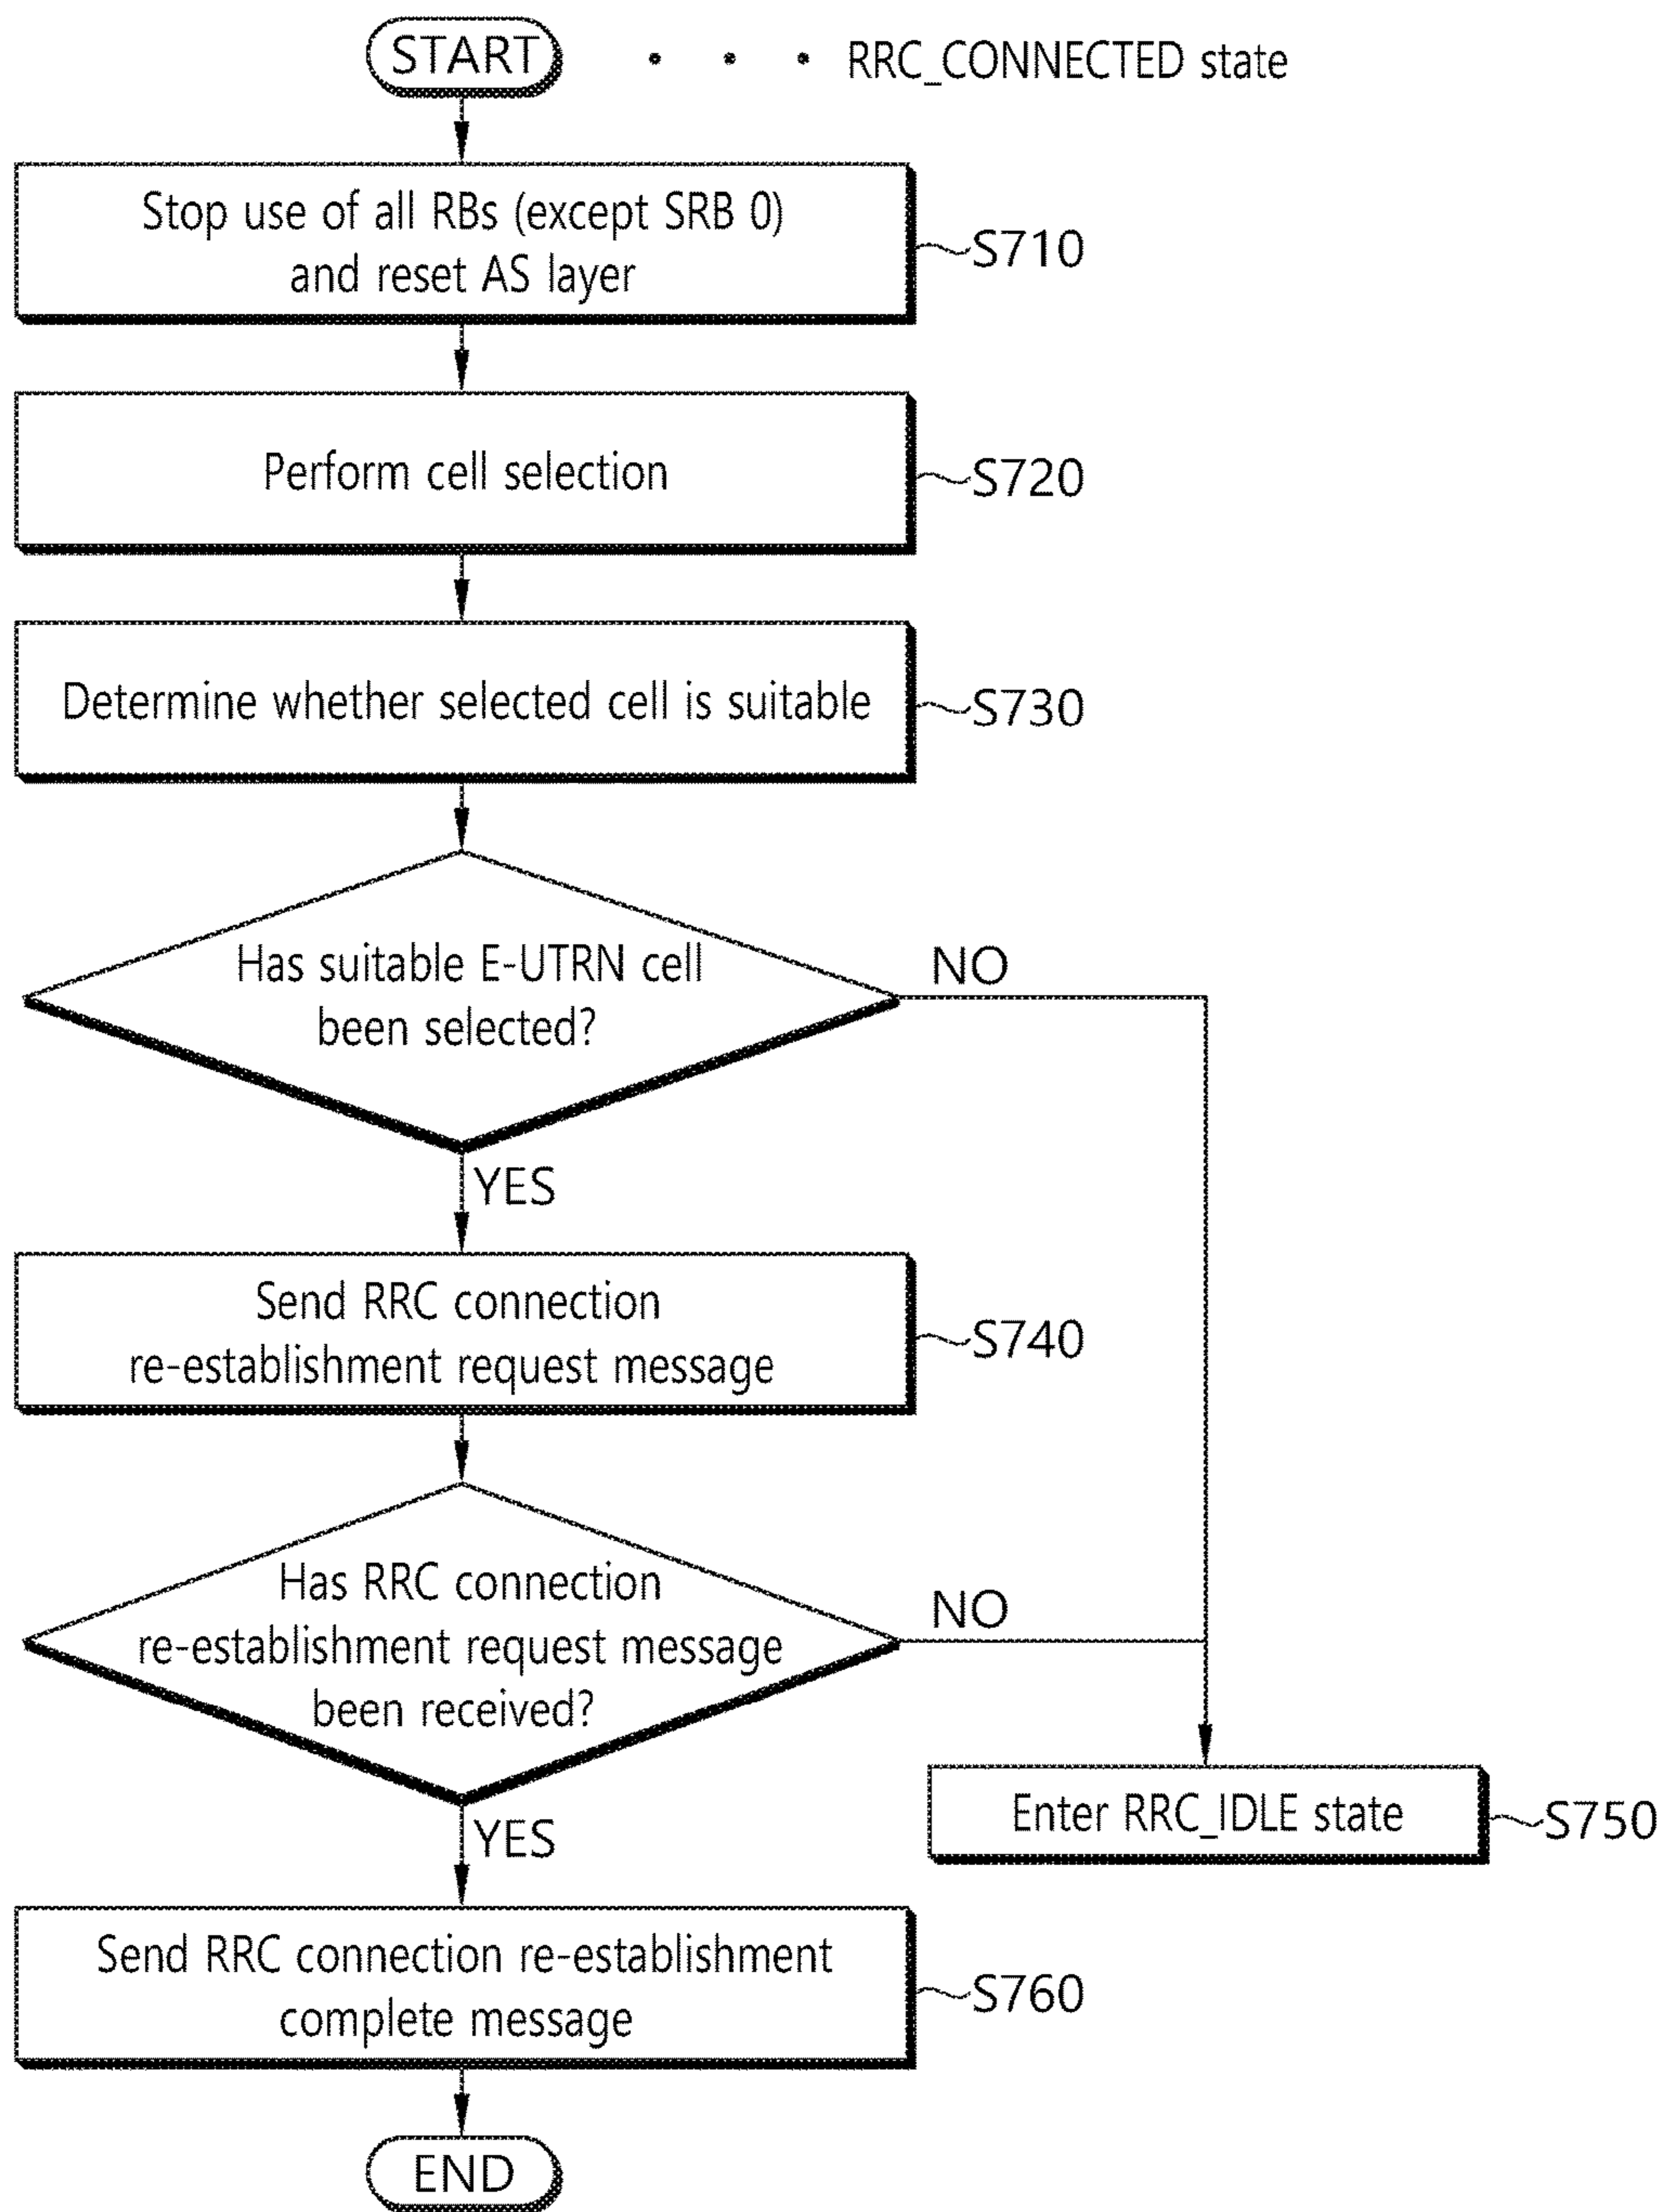 START
· · · RRC_CONNECTED state
Stop use of all RBs (except SRB 0)
and reset AS layer
S710
Perform cell selection
S720
Determine whether selected cell is suitable
S730
Has suitable E-UTRN cell
been selected?
NO
YES
Send RRC connection
re-establishment request message
S740
Has RRC connection
re-establishment request message
been received?
NO
YES
Enter RRC_IDLE state
S750
Send RRC connection re-establishment
complete message
S760
END